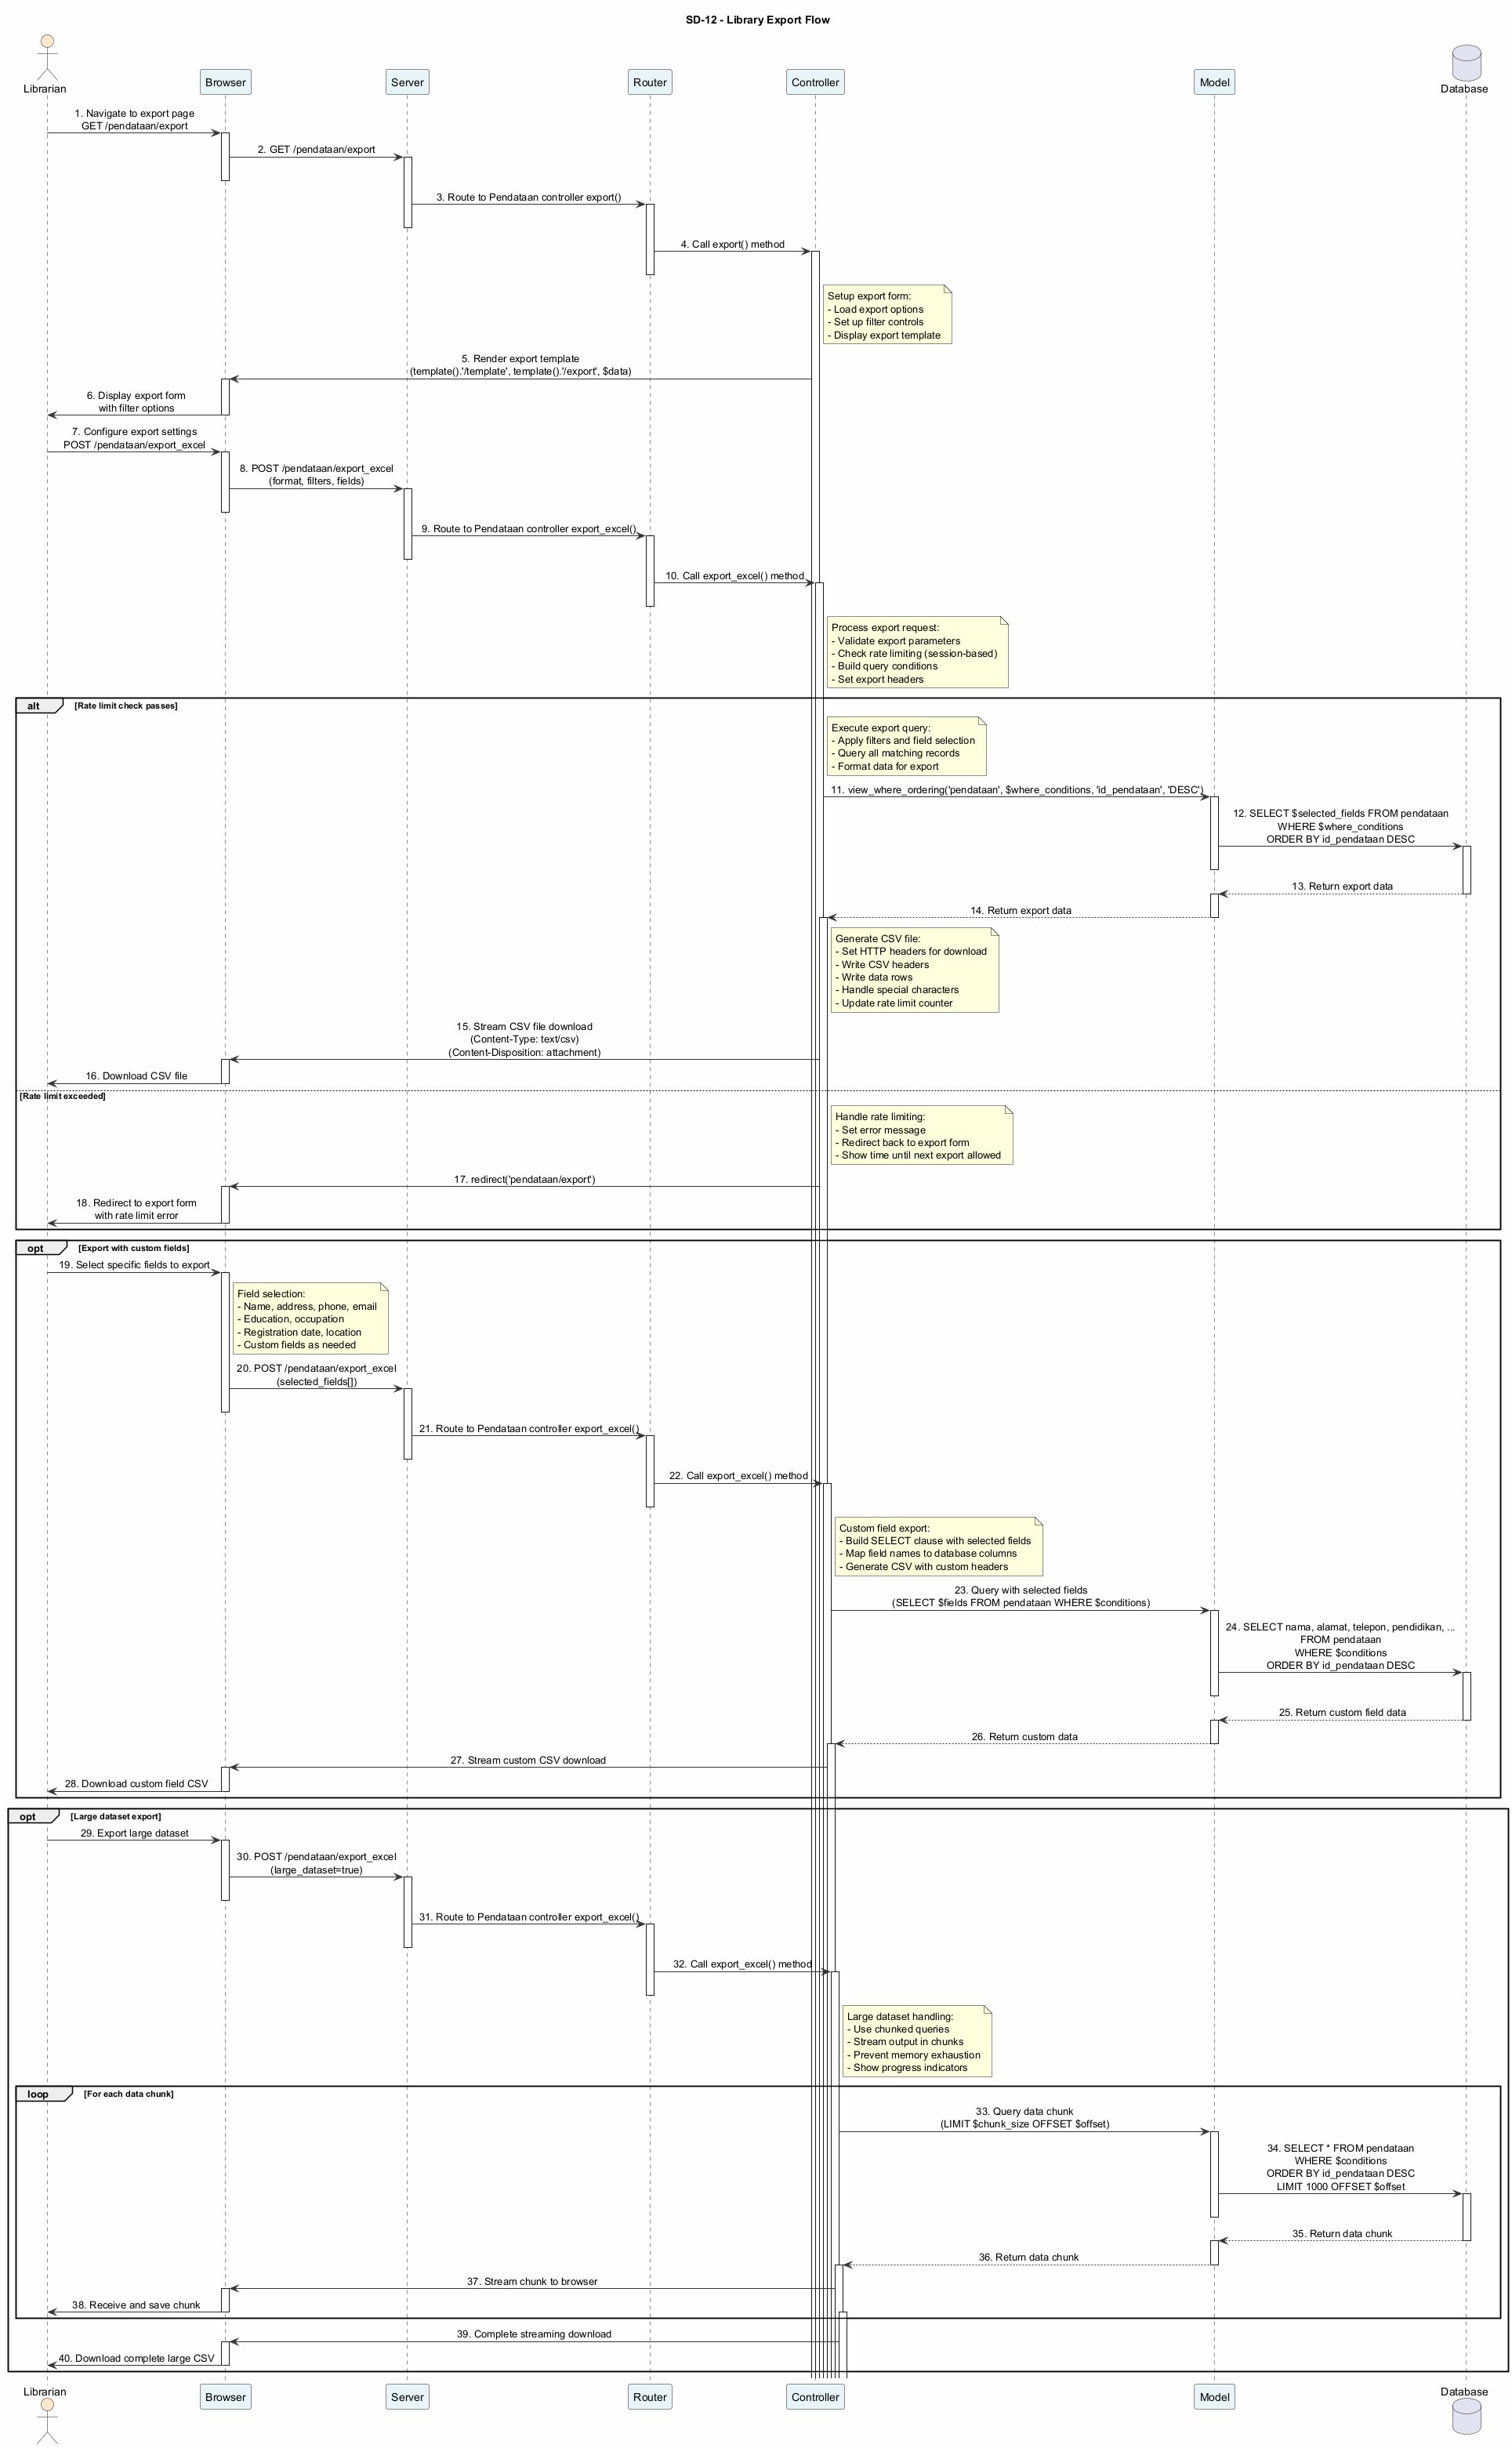 SD-12 - Library Export Flow
Librarian
Browser
Server
Router
Controller
Model
Database
1. Navigate to export page
GET /pendataan/export
2. GET /pendataan/export
3. Route to Pendataan controller export()
4. Call export() method
Setup export form:
- Load export options
- Set up filter controls
- Display export template
5. Render export template
(template().'/template', template().'/export', $data)
6. Display export form
with filter options
7. Configure export settings
POST /pendataan/export_excel
8. POST /pendataan/export_excel
(format, filters, fields)
9. Route to Pendataan controller export_excel()
10. Call export_excel() method
Process export request:
- Validate export parameters
- Check rate limiting (session-based)
- Build query conditions
- Set export headers
alt
[Rate limit check passes]
Execute export query:
- Apply filters and field selection
- Query all matching records
- Format data for export
11. view_where_ordering('pendataan', $where_conditions, 'id_pendataan', 'DESC')
12. SELECT $selected_fields FROM pendataan
WHERE $where_conditions
ORDER BY id_pendataan DESC
13. Return export data
14. Return export data
Generate CSV file:
- Set HTTP headers for download
- Write CSV headers
- Write data rows
- Handle special characters
- Update rate limit counter
15. Stream CSV file download
(Content-Type: text/csv)
(Content-Disposition: attachment)
16. Download CSV file
[Rate limit exceeded]
Handle rate limiting:
- Set error message
- Redirect back to export form
- Show time until next export allowed
17. redirect('pendataan/export')
18. Redirect to export form
with rate limit error
opt
[Export with custom fields]
19. Select specific fields to export
Field selection:
- Name, address, phone, email
- Education, occupation
- Registration date, location
- Custom fields as needed
20. POST /pendataan/export_excel
(selected_fields[])
21. Route to Pendataan controller export_excel()
22. Call export_excel() method
Custom field export:
- Build SELECT clause with selected fields
- Map field names to database columns
- Generate CSV with custom headers
23. Query with selected fields
(SELECT $fields FROM pendataan WHERE $conditions)
24. SELECT nama, alamat, telepon, pendidikan, ...
FROM pendataan
WHERE $conditions
ORDER BY id_pendataan DESC
25. Return custom field data
26. Return custom data
27. Stream custom CSV download
28. Download custom field CSV
opt
[Large dataset export]
29. Export large dataset
30. POST /pendataan/export_excel
(large_dataset=true)
31. Route to Pendataan controller export_excel()
32. Call export_excel() method
Large dataset handling:
- Use chunked queries
- Stream output in chunks
- Prevent memory exhaustion
- Show progress indicators
loop
[For each data chunk]
33. Query data chunk
(LIMIT $chunk_size OFFSET $offset)
34. SELECT * FROM pendataan
WHERE $conditions
ORDER BY id_pendataan DESC
LIMIT 1000 OFFSET $offset
35. Return data chunk
36. Return data chunk
37. Stream chunk to browser
38. Receive and save chunk
39. Complete streaming download
40. Download complete large CSV
Librarian
Browser
Server
Router
Controller
Model
Database